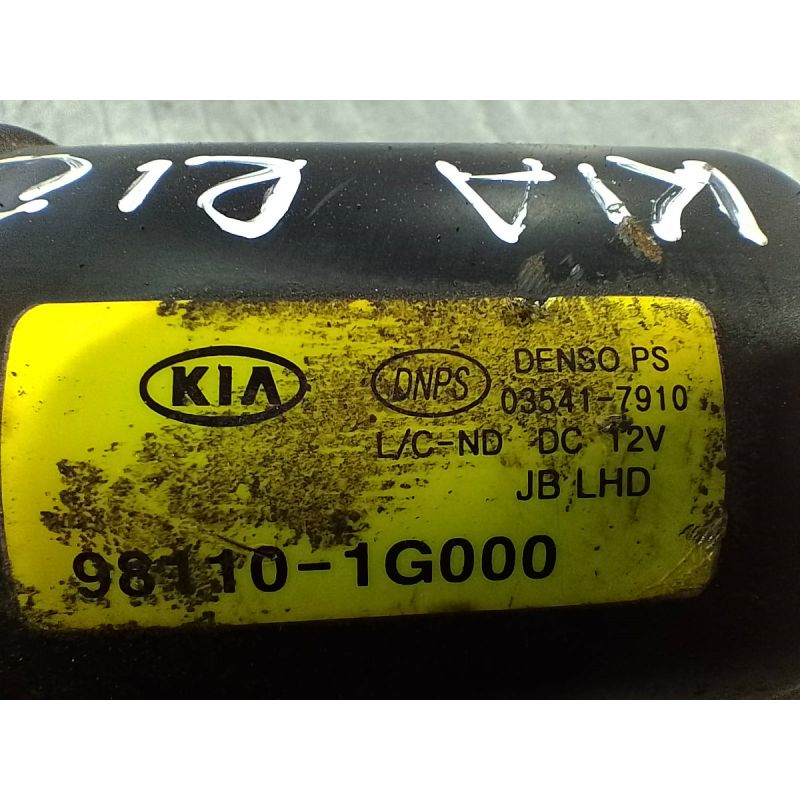 KIA RIO
KIA
DNPS
DENSO PS
03541-7910
L/C-ND DC 12V
JB LHD
98110-1G000